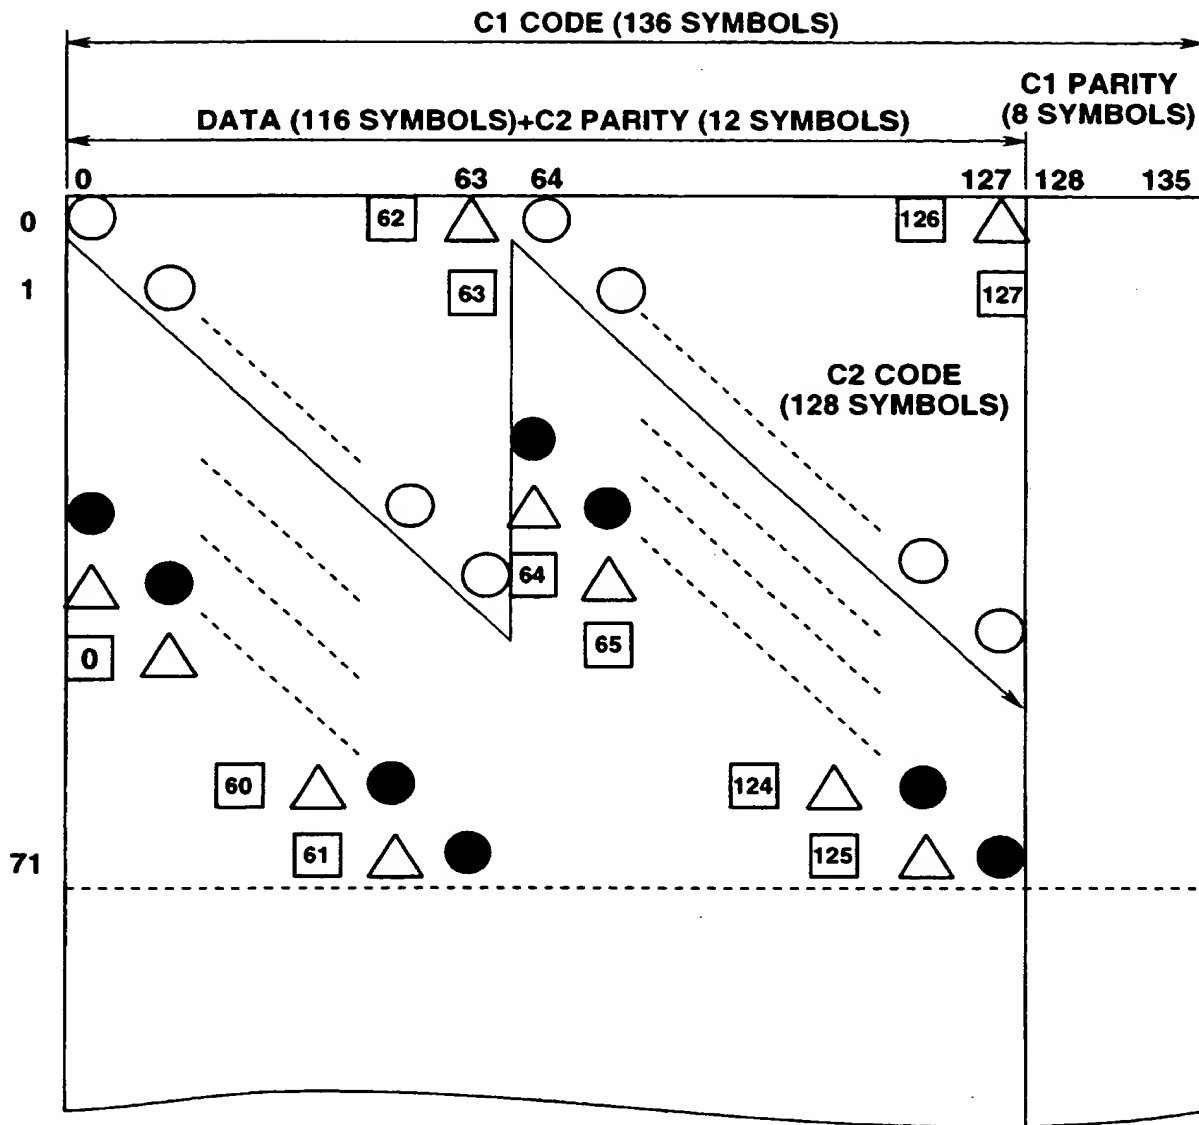 C1 CODE (136 SYMBOLS)
C1 PARITY
(8 SYMBOLS)
DATA (116 SYMBOLS)+C2 PARITY (12 SYMBOLS)
0 63 64 127 128 135
0 62 126
1 63 127
C2 CODE
(128 SYMBOLS)
64
0 65
60 124
71 61 125